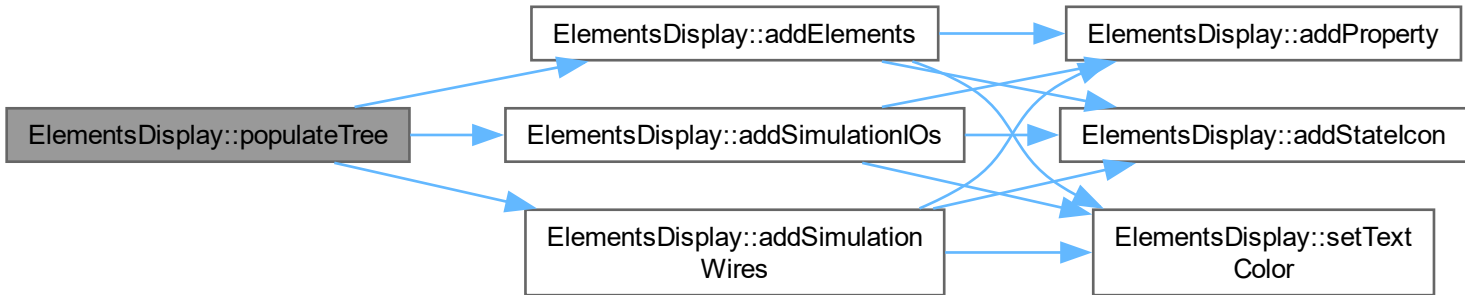 ElementsDisplay::populateTree
ElementsDisplay::addElements
ElementsDisplay::addSimulationIOs
ElementsDisplay::addSimulation
Wires
ElementsDisplay::addProperty
ElementsDisplay::addStateIcon
ElementsDisplay::setText
Color